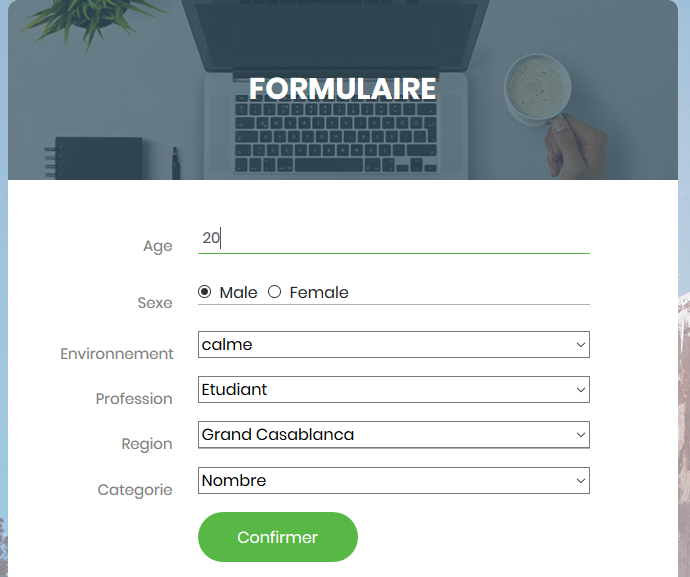 FORMULAIRE
Age 20
Sexe Male Female
Environnement calme
Profession Etudiant
Region Grand Casablanca
Categorie Nombre
Confirmer